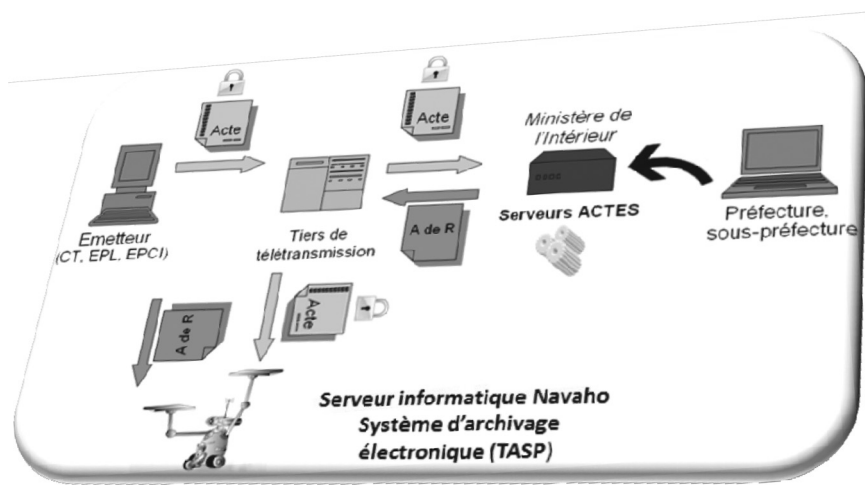 Acte
Acte
Ministère de
l'Intérieur
Serveurs ACTES
Préfecture,
sous-préfecture
Emetteur
(CT, EPL, EPCI)
Tiers de
télétransmission
A de R
A de R
Acte
Serveur informatique Navaho
Système d'archivage
électronique (TASP)